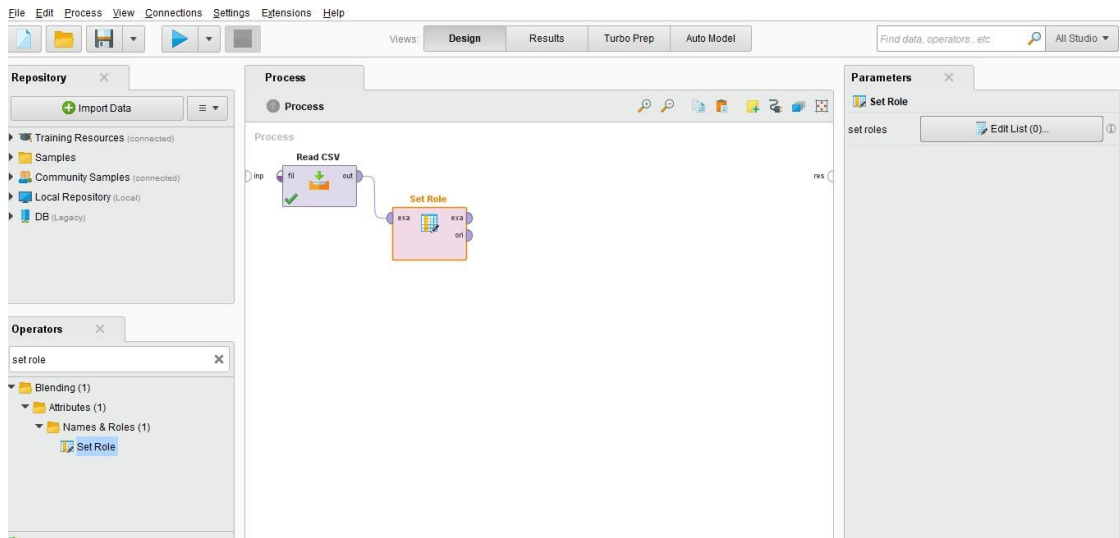 File Edit Process View Connections Settings Extensions Help
Views: Design Results Turbo Prep Auto Model Find data, operators...etc All Studio
Repository
Import Data
Training Resources (connected)
Samples
Community Samples (connected)
Local Repository (Local)
DB (Legacy)
Operators
set role
Blending (1)
Attributes (1)
Names & Roles (1)
Set Role
Process
Process
Process
Read CSV
inp fil out res
Set Role
exa exa
ori
Parameters
Set Role
set roles Edit List (0)...